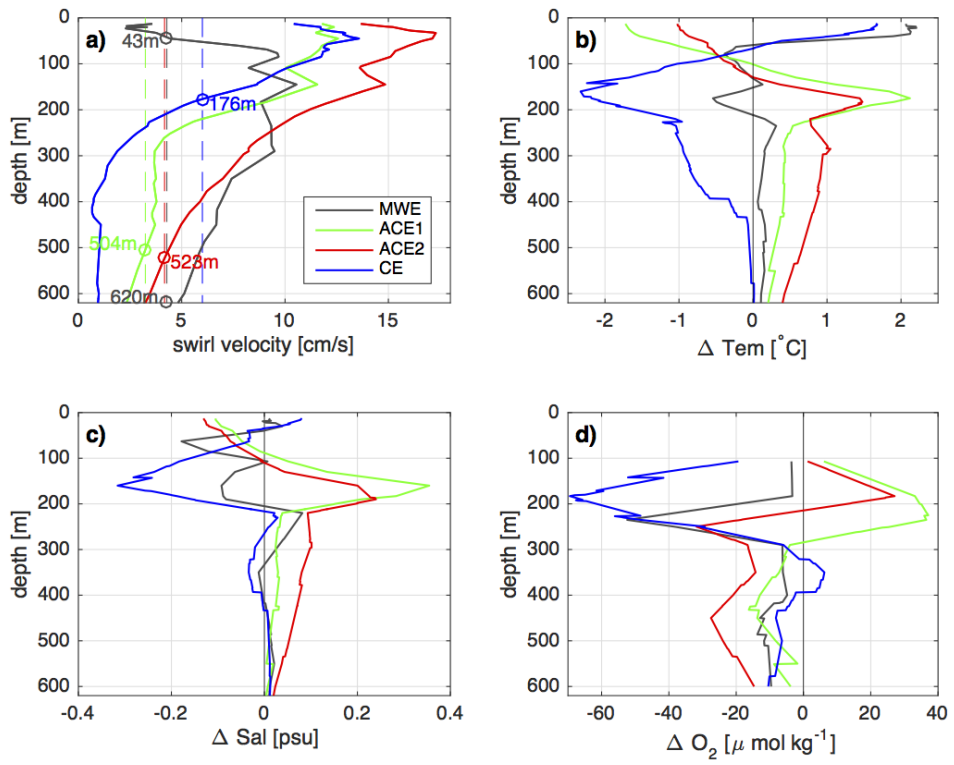 a)
0
100
200
300
400
500
600
depth [m]
43m
176m
504m
523m
620m
MWE
ACE1
ACE2
CE
0 5 10 15
swirl velocity [cm/s]
b)
0
100
200
300
400
500
600
depth [m]
-2 -1 0 1 2
Δ Tem [°C]
c)
0
100
200
300
400
500
600
depth [m]
-0.4 -0.2 0 0.2 0.4
Δ Sal [psu]
d)
0
100
200
300
400
500
600
depth [m]
-60 -40 -20 0 20 40
Δ O₂ [μ mol kg⁻¹]